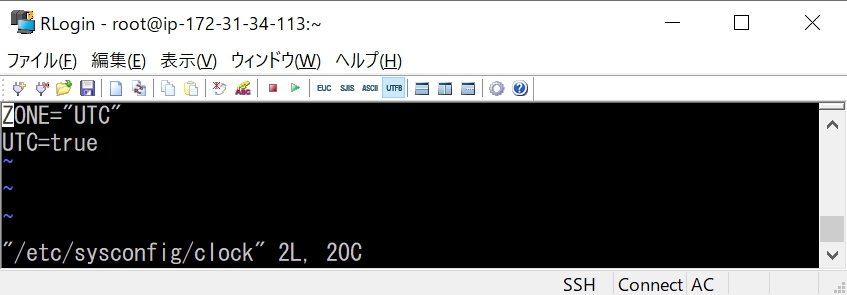 RLogin - root@ip-172-31-34-113:~
ファイル(F) 編集(E) 表示(V) ウィンドウ(W) ヘルプ(H)
ABC EUC SJIS ASCII UTF8
ZONE="UTC"
UTC=true
~
~
~
"/etc/sysconfig/clock" 2L, 20C
SSH Connect AC